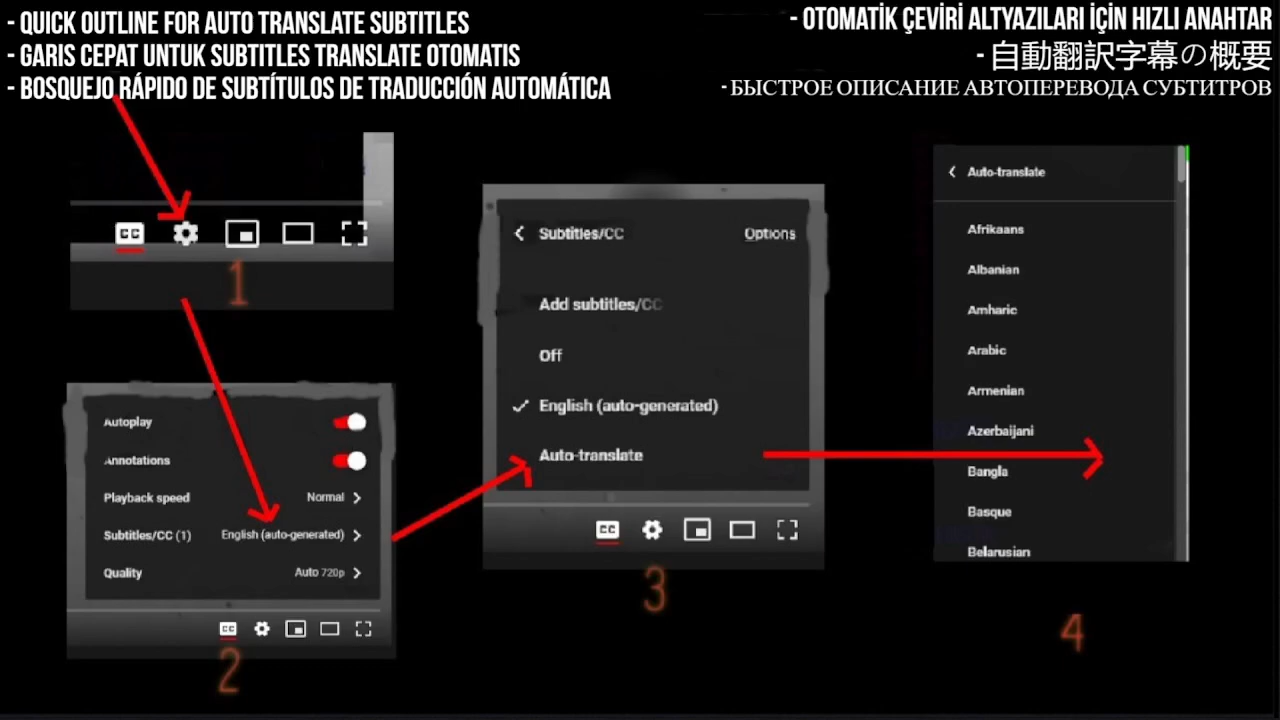 - QUICK OUTLINE FOR AUTO TRANSLATE SUBTITLES
- GARIS CEPAT UNTUK SUBTITLES TRANSLATE OTOMATIS
- BOSQUEJO RÁPIDO DE SUBTÍTULOS DE TRADUCCIÓN AUTOMÁTICA
- OTOMATİK ÇEVİRİ ALTYAZILARI İÇİN HIZLI ANAHTAR
- 自動翻訳字幕の概要
- БЫСТРОЕ ОПИСАНИЕ АВТОПЕРЕВОДА СУБТИТРОВ
CC
1
Autoplay
Annotations
Playback speed Normal
Subtitles/CC (1) English (auto-generated)
Quality Auto 720p
CC
2
Subtitles/CC Options
Add subtitles/CC
Off
English (auto-generated)
Auto-translate
CC
3
Auto-translate
Afrikaans
Albanian
Amharic
Arabic
Armenian
Azerbaijani
Bangla
Basque
Belarusian
4